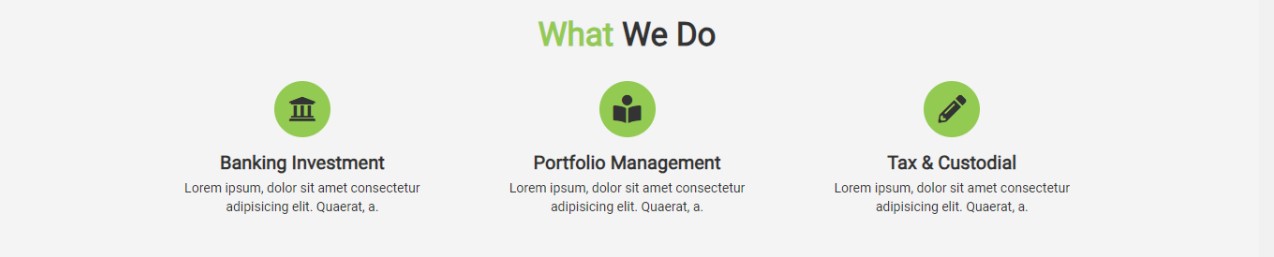 What We Do
Banking Investment
Lorem ipsum, dolor sit amet consectetur
adipisicing elit. Quaerat, a.
Portfolio Management
Lorem ipsum, dolor sit amet consectetur
adipisicing elit. Quaerat, a.
Tax & Custodial
Lorem ipsum, dolor sit amet consectetur
adipisicing elit. Quaerat, a.